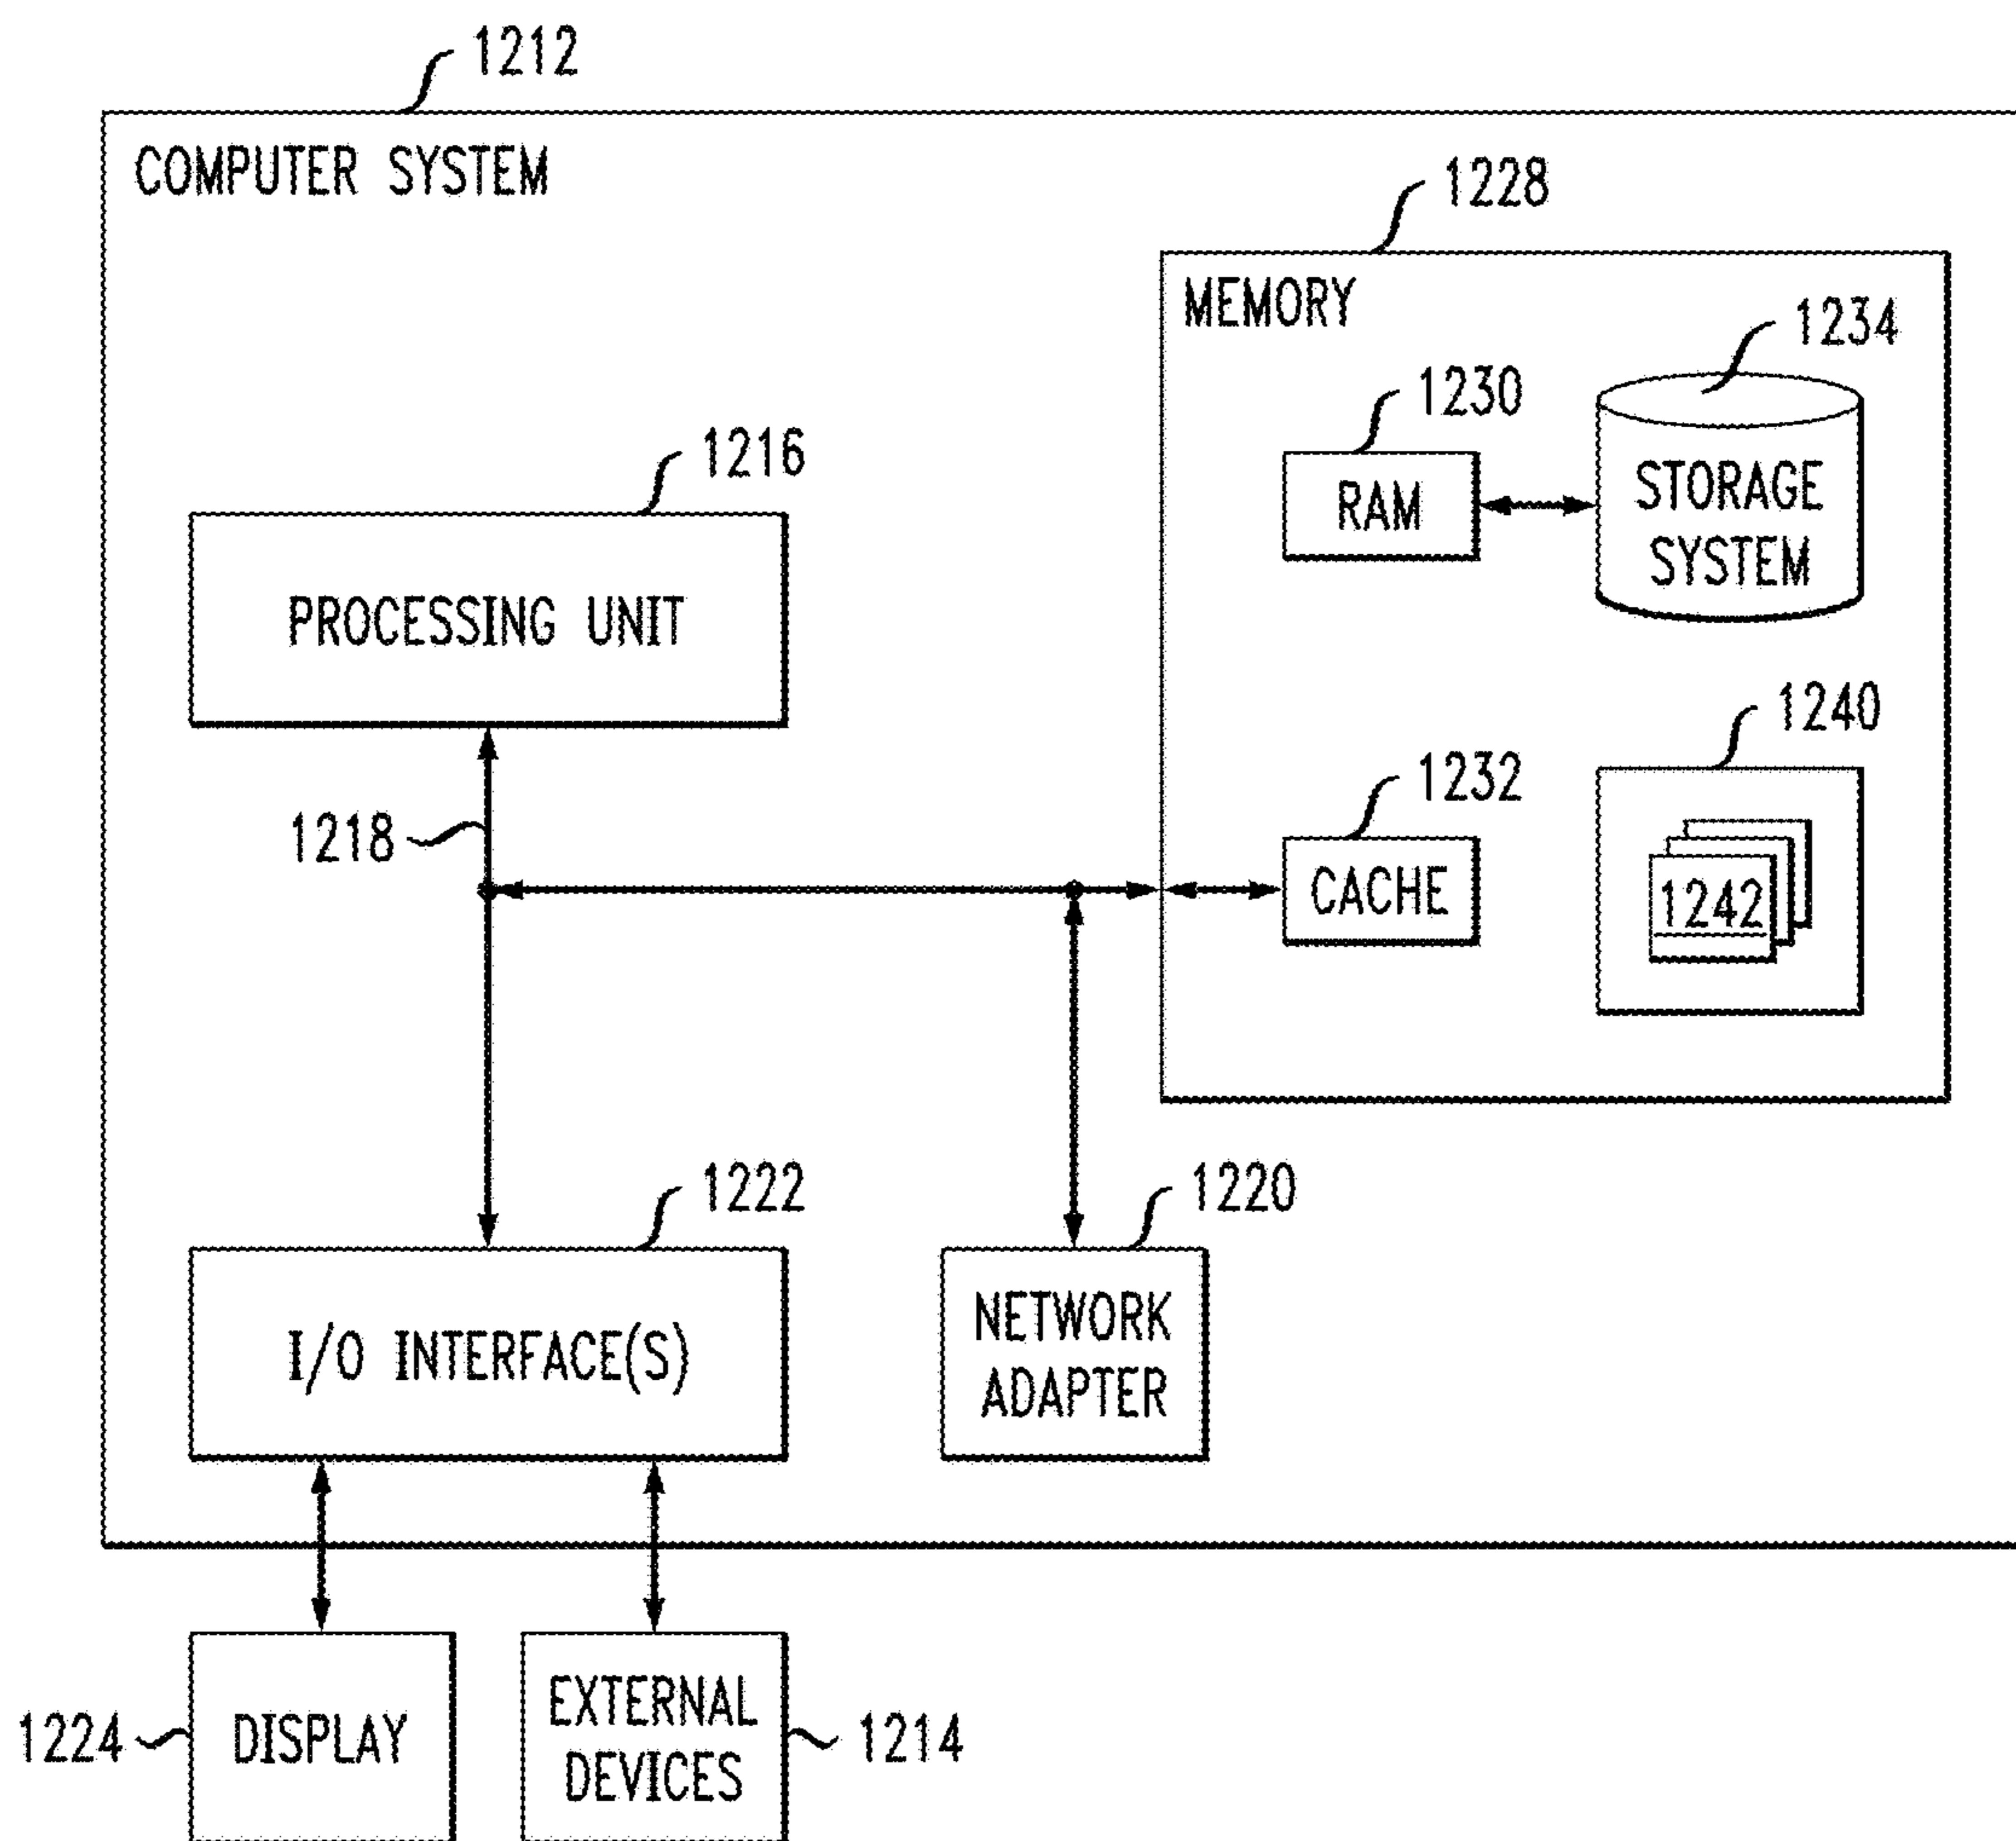 1212
COMPUTER SYSTEM
1228
MEMORY
1234
1230
RAM
STORAGE
SYSTEM
1216
PROCESSING UNIT
1240
1232
CACHE
1242
1218
1222
I/O INTERFACE(S)
1220
NETWORK
ADAPTER
1224
DISPLAY
EXTERNAL
DEVICES
1214